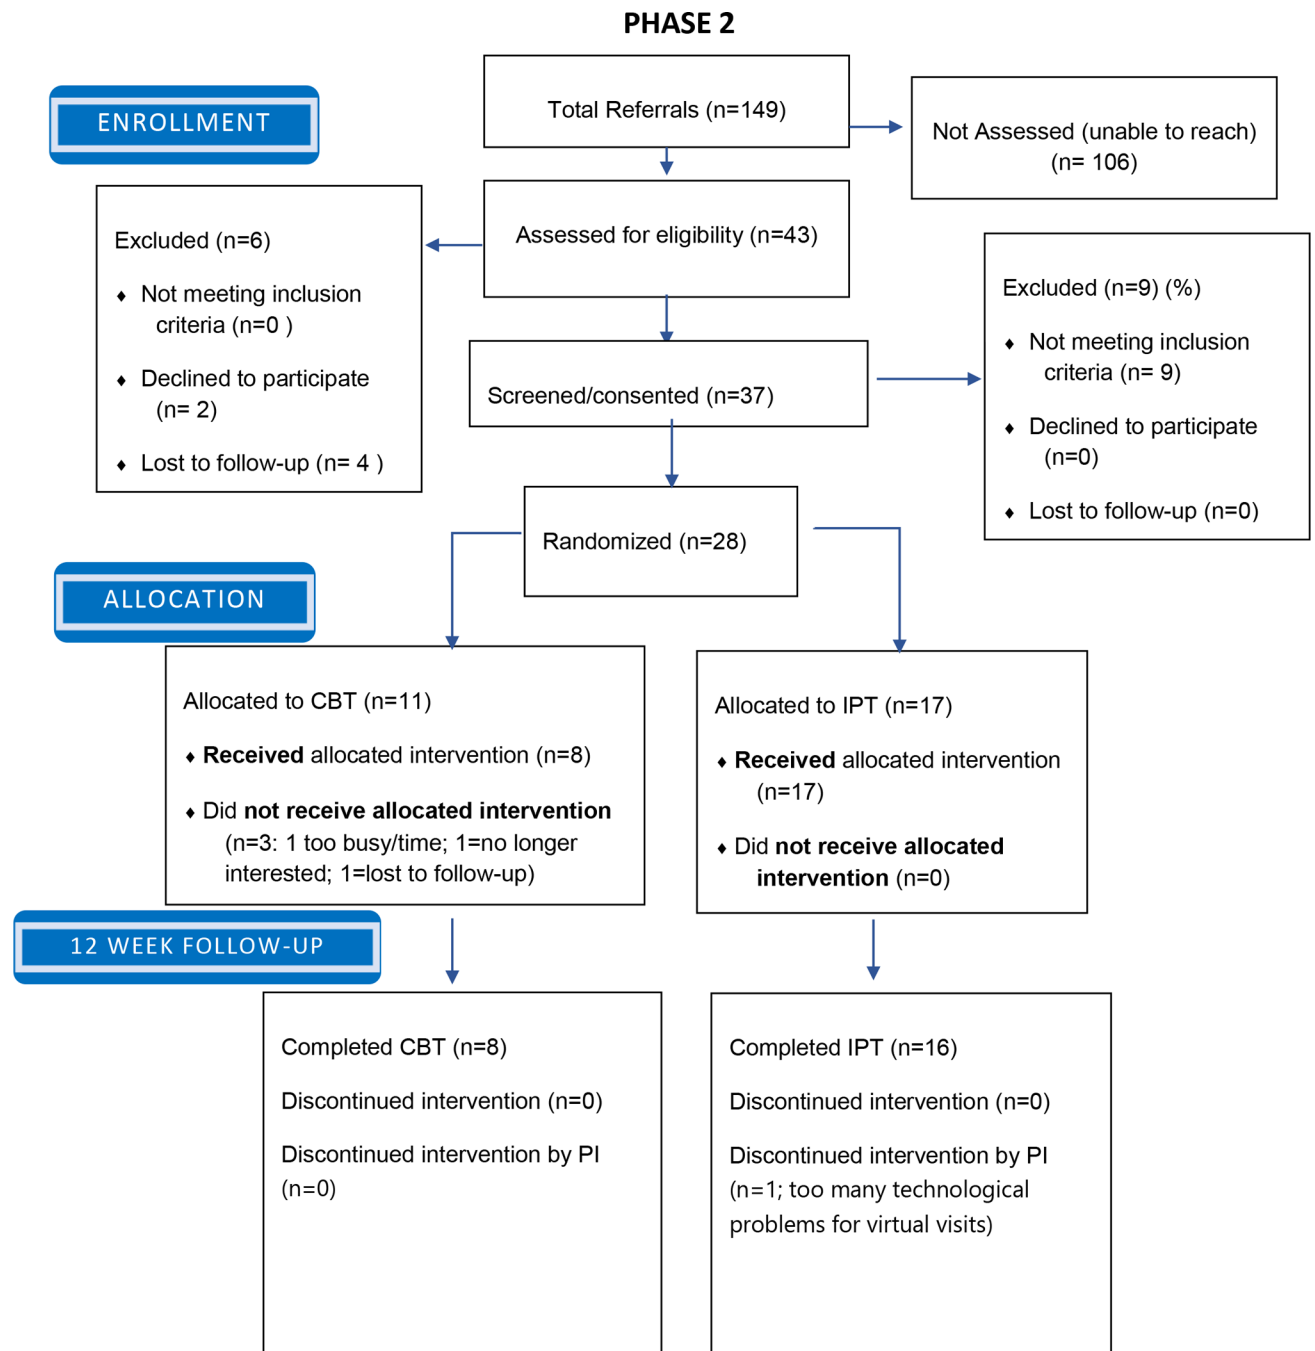 PHASE 2
ENROLLMENT
Total Referrals (n=149)
Not Assessed (unable to reach)
(n= 106)
Assessed for eligibility (n=43)
Excluded (n=6)
♦ Not meeting inclusion
criteria (n=0 )
♦ Declined to participate
(n= 2)
♦ Lost to follow-up (n= 4 )
Excluded (n=9) (%)
♦ Not meeting inclusion
criteria (n= 9)
♦ Declined to participate
(n=0)
♦ Lost to follow-up (n=0)
Screened/consented (n=37)
Randomized (n=28)
ALLOCATION
Allocated to CBT (n=11)
♦ Received allocated intervention (n=8)
♦ Did not receive allocated intervention
(n=3: 1 too busy/time; 1=no longer
interested; 1=lost to follow-up)
Allocated to IPT (n=17)
♦ Received allocated intervention
(n=17)
♦ Did not receive allocated
intervention (n=0)
12 WEEK FOLLOW-UP
Completed CBT (n=8)
Discontinued intervention (n=0)
Discontinued intervention by PI
(n=0)
Completed IPT (n=16)
Discontinued intervention (n=0)
Discontinued intervention by PI
(n=1; too many technological
problems for virtual visits)